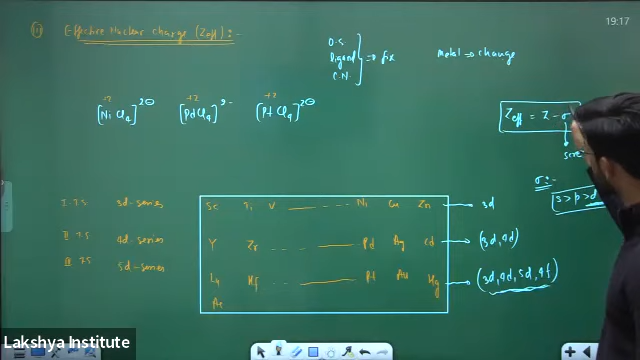 19:17
(ii) Effective Nuclear charge (Zeff) :-
O.S.
Ligand
C.N.
} => fix
metal => change
+2 +2 +2
[NiCl4]2⊖ [PdCl4]2- [PtCl4]2⊖
Zeff = Z - σ
σ :-
s > p > d
I T.S 3d-series
II T.S 4d-series
III T.S 5d-series
Sc Ti V Ni Cu Zn → 3d
Y Zr Pd Ag Cd → (3d, 4d)
La Hf Pt Au Hg → (3d, 4d, 5d, 4f)
Ac
Lakshya Institute